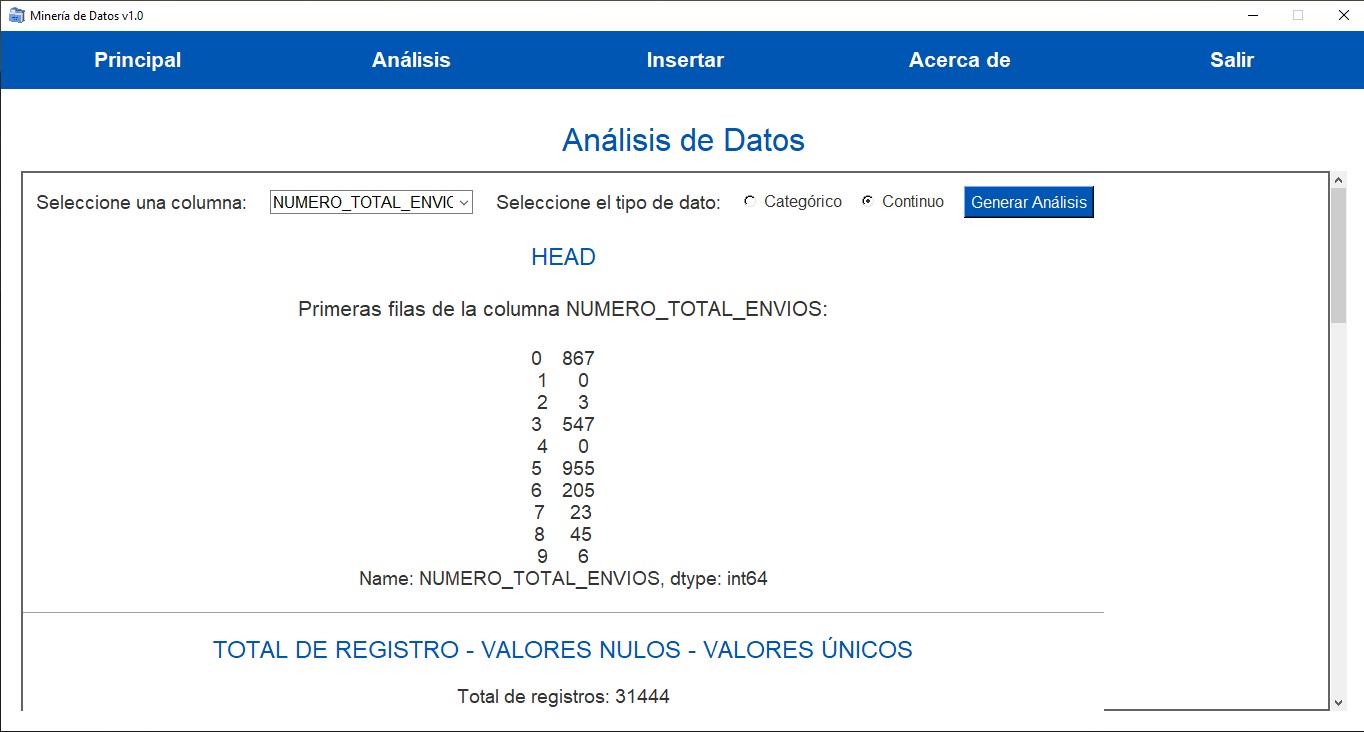 Minería de Datos v1.0
Principal Análisis Insertar Acerca de Salir
Análisis de Datos
Seleccione una columna: NUMERO_TOTAL_ENVIC Seleccione el tipo de dato: Categórico Continuo Generar Análisis
HEAD
Primeras filas de la columna NUMERO_TOTAL_ENVIOS:
0 867
1 0
2 3
3 547
4 0
5 955
6 205
7 23
8 45
9 6
Name: NUMERO_TOTAL_ENVIOS, dtype: int64
TOTAL DE REGISTRO - VALORES NULOS - VALORES ÚNICOS
Total de registros: 31444